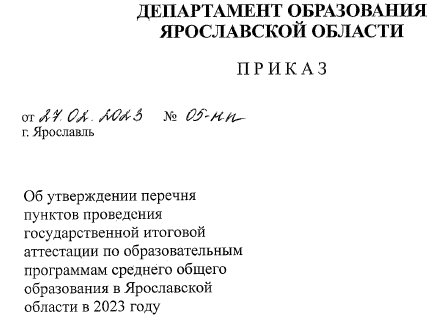 ДЕПАРТАМЕНТ ОБРАЗОВАНИЯ
ЯРОСЛАВСКОЙ ОБЛАСТИ
ПРИКАЗ
от 27.02.2023 № 05-нп
г. Ярославль
Об утверждении перечня
пунктов проведения
государственной итоговой
аттестации по образовательным
программам среднего общего
образования в Ярославской
области в 2023 году